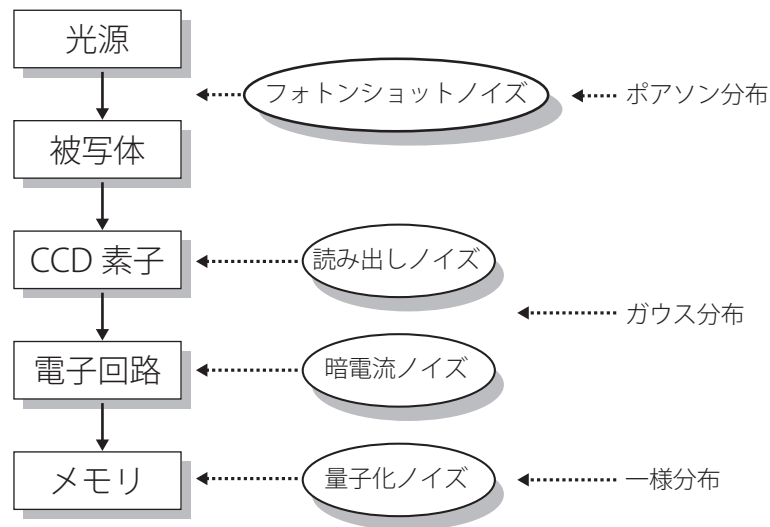 光源
フォトンショットノイズ
ポアソン分布
被写体
CCD 素子
読み出しノイズ
ガウス分布
電子回路
暗電流ノイズ
メモリ
量子化ノイズ
一様分布